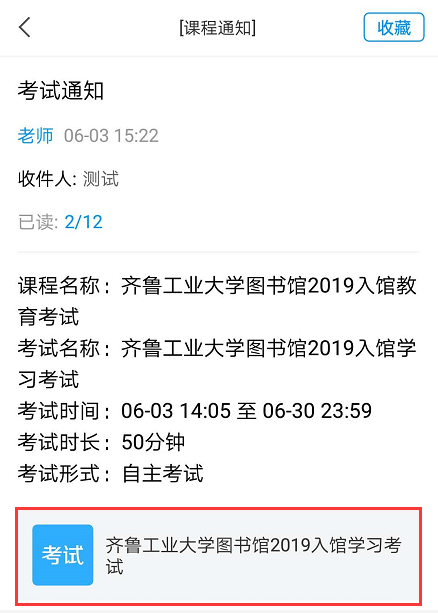 [课程通知]
收藏
考试通知
老师 06-03 15:22
收件人: 测试
已读: 2/12
课程名称： 齐鲁工业大学图书馆2019入馆教
育考试
考试名称： 齐鲁工业大学图书馆2019入馆学
习考试
考试时间： 06-03 14:05 至 06-30 23:59
考试时长： 50分钟
考试形式： 自主考试
考试
齐鲁工业大学图书馆2019入馆学习考
试